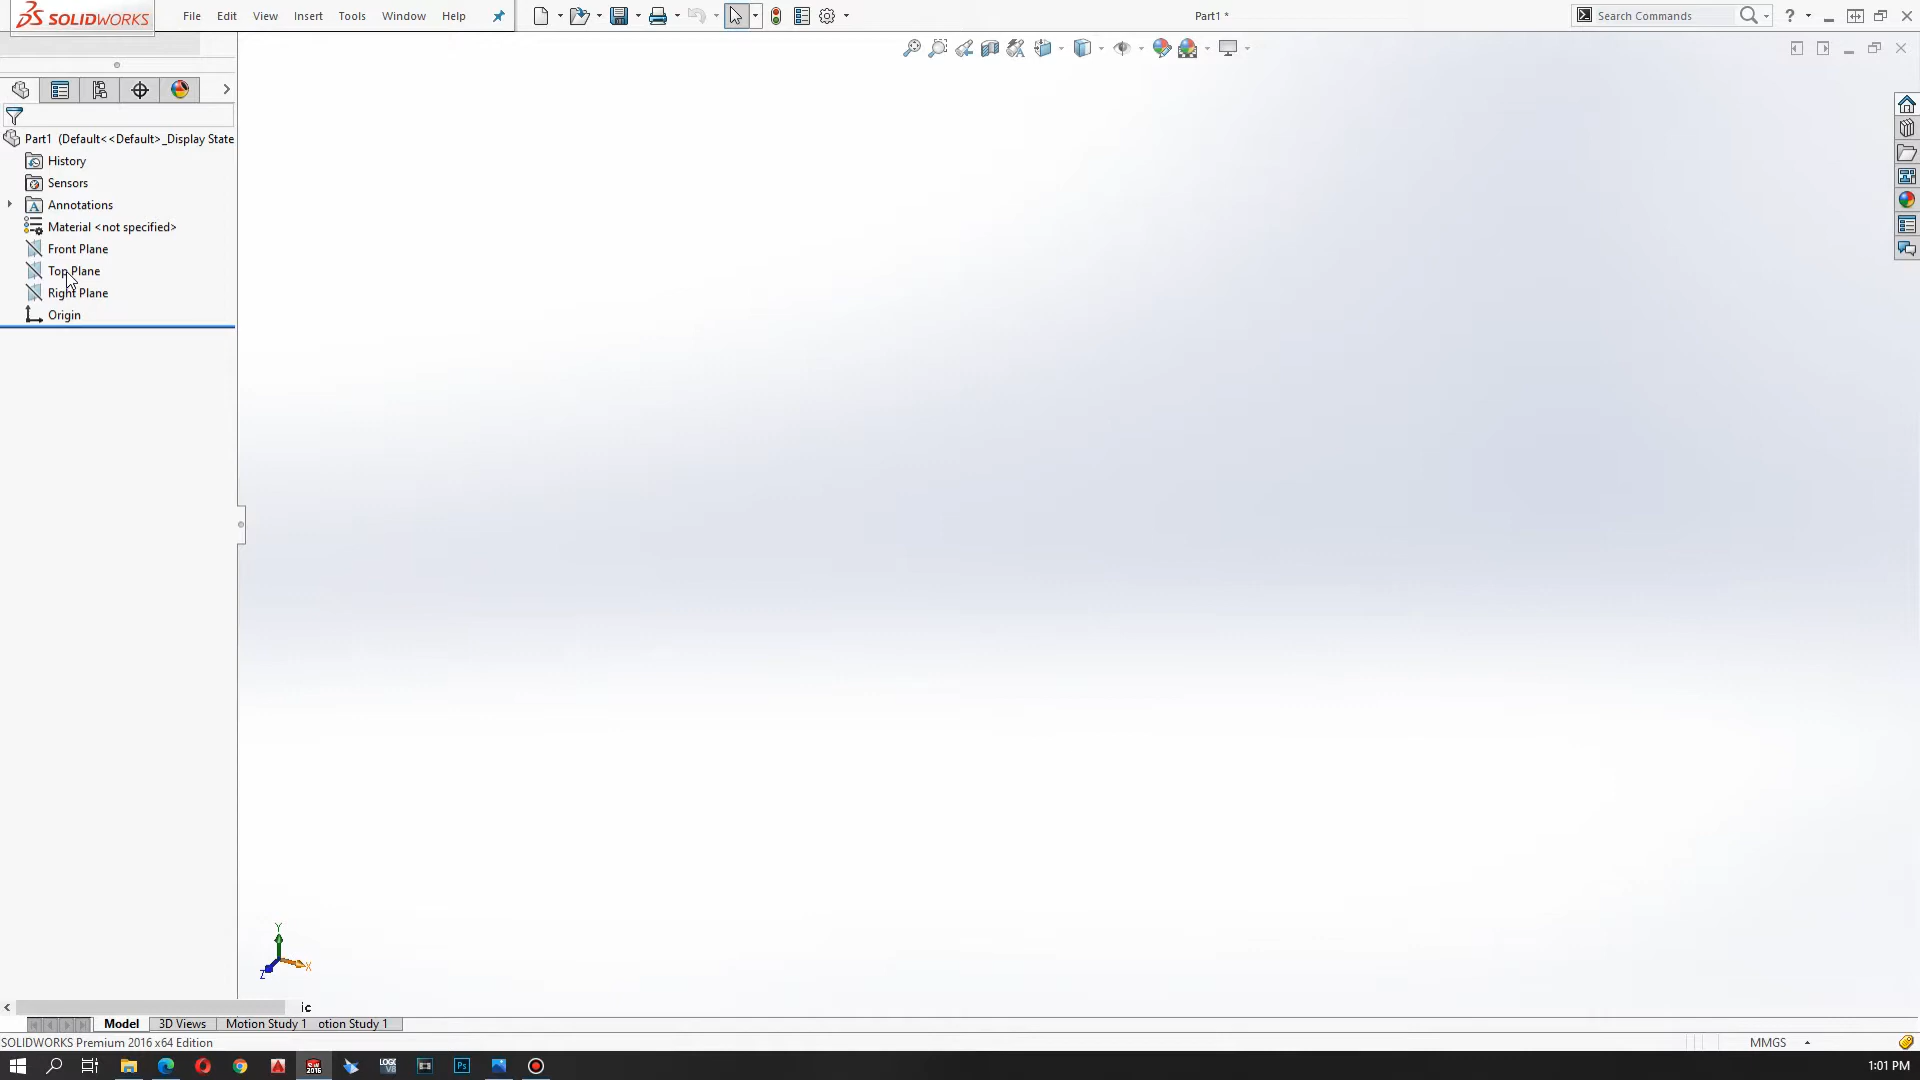 SOLIDWORKS File Edit View Insert Tools Window Help Part1 * Search Commands
Part1 (Default<<Default>_Display State
History
Sensors
Annotations
Material <not specified>
Front Plane
Top Plane
Right Plane
Origin
Y
X
Z
ic
Model 3D Views Motion Study 1 otion Study 1
SOLIDWORKS Premium 2016 x64 Edition MMGS
1:01 PM